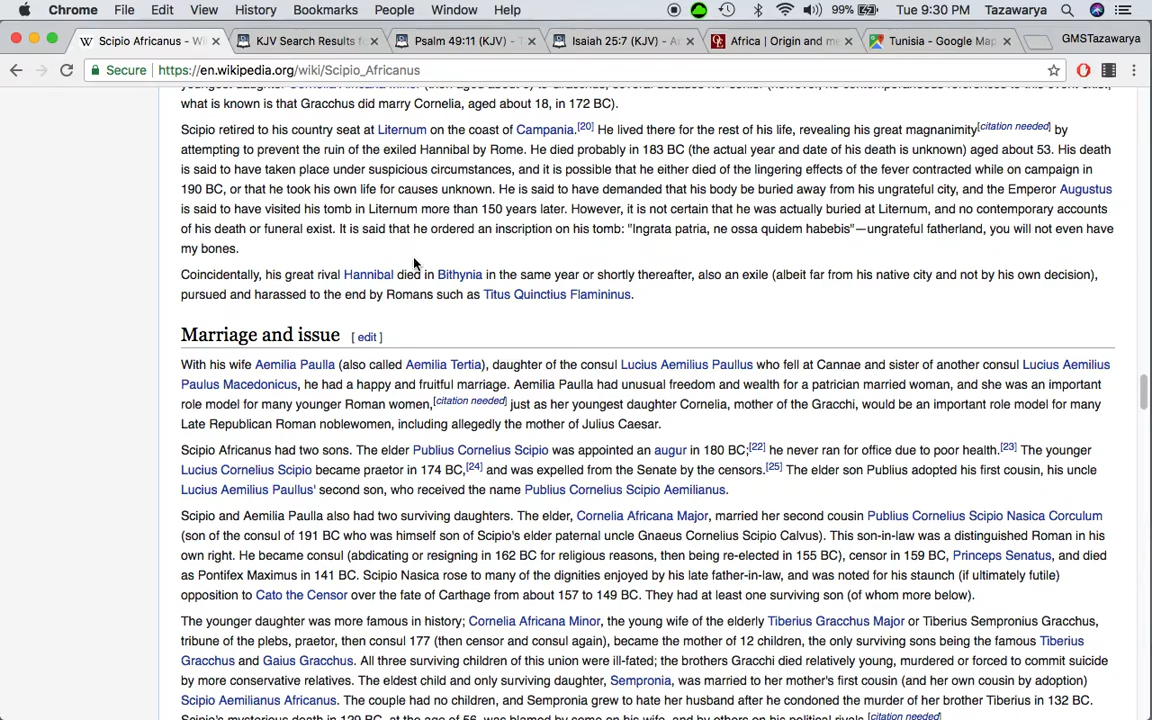 Chrome File Edit View History Bookmarks People Window Help 99% Tue 9:30 PM Tazawarya
Scipio Africanus - Wi × KJV Search Results fo × Psalm 49:11 (KJV) - T × Isaiah 25:7 (KJV) - A × Africa | Origin and me × Tunisia - Google Map × GMSTazawarya
Secure https://en.wikipedia.org/wiki/Scipio_Africanus
what is known is that Gracchus did marry Cornelia, aged about 18, in 172 BC).
Scipio retired to his country seat at Liternum on the coast of Campania.[20] He lived there for the rest of his life, revealing his great magnanimity[citation needed] by
attempting to prevent the ruin of the exiled Hannibal by Rome. He died probably in 183 BC (the actual year and date of his death is unknown) aged about 53. His death
is said to have taken place under suspicious circumstances, and it is possible that he either died of the lingering effects of the fever contracted while on campaign in
190 BC, or that he took his own life for causes unknown. He is said to have demanded that his body be buried away from his ungrateful city, and the Emperor Augustus
is said to have visited his tomb in Liternum more than 150 years later. However, it is not certain that he was actually buried at Liternum, and no contemporary accounts
of his death or funeral exist. It is said that he ordered an inscription on his tomb: "Ingrata patria, ne ossa quidem habebis"—ungrateful fatherland, you will not even have
my bones.
Coincidentally, his great rival Hannibal died in Bithynia in the same year or shortly thereafter, also an exile (albeit far from his native city and not by his own decision),
pursued and harassed to the end by Romans such as Titus Quinctius Flamininus.
Marriage and issue [ edit ]
With his wife Aemilia Paulla (also called Aemilia Tertia), daughter of the consul Lucius Aemilius Paullus who fell at Cannae and sister of another consul Lucius Aemilius
Paulus Macedonicus, he had a happy and fruitful marriage. Aemilia Paulla had unusual freedom and wealth for a patrician married woman, and she was an important
role model for many younger Roman women,[citation needed] just as her youngest daughter Cornelia, mother of the Gracchi, would be an important role model for many
Late Republican Roman noblewomen, including allegedly the mother of Julius Caesar.
Scipio Africanus had two sons. The elder Publius Cornelius Scipio was appointed an augur in 180 BC;[22] he never ran for office due to poor health.[23] The younger
Lucius Cornelius Scipio became praetor in 174 BC,[24] and was expelled from the Senate by the censors.[25] The elder son Publius adopted his first cousin, his uncle
Lucius Aemilius Paullus' second son, who received the name Publius Cornelius Scipio Aemilianus.
Scipio and Aemilia Paulla also had two surviving daughters. The elder, Cornelia Africana Major, married her second cousin Publius Cornelius Scipio Nasica Corculum
(son of the consul of 191 BC who was himself son of Scipio's elder paternal uncle Gnaeus Cornelius Scipio Calvus). This son-in-law was a distinguished Roman in his
own right. He became consul (abdicating or resigning in 162 BC for religious reasons, then being re-elected in 155 BC), censor in 159 BC, Princeps Senatus, and died
as Pontifex Maximus in 141 BC. Scipio Nasica rose to many of the dignities enjoyed by his late father-in-law, and was noted for his staunch (if ultimately futile)
opposition to Cato the Censor over the fate of Carthage from about 157 to 149 BC. They had at least one surviving son (of whom more below).
The younger daughter was more famous in history; Cornelia Africana Minor, the young wife of the elderly Tiberius Gracchus Major or Tiberius Sempronius Gracchus,
tribune of the plebs, praetor, then consul 177 (then censor and consul again), became the mother of 12 children, the only surviving sons being the famous Tiberius
Gracchus and Gaius Gracchus. All three surviving children of this union were ill-fated; the brothers Gracchi died relatively young, murdered or forced to commit suicide
by more conservative relatives. The eldest child and only surviving daughter, Sempronia, was married to her mother's first cousin (and her own cousin by adoption)
Scipio Aemilianus Africanus. The couple had no children, and Sempronia grew to hate her husband after he condoned the murder of her brother Tiberius in 132 BC.
Scipio's mysterious death in 129 BC, at the age of 56, was blamed by some on his wife, and by others on his political rivals.[citation needed]